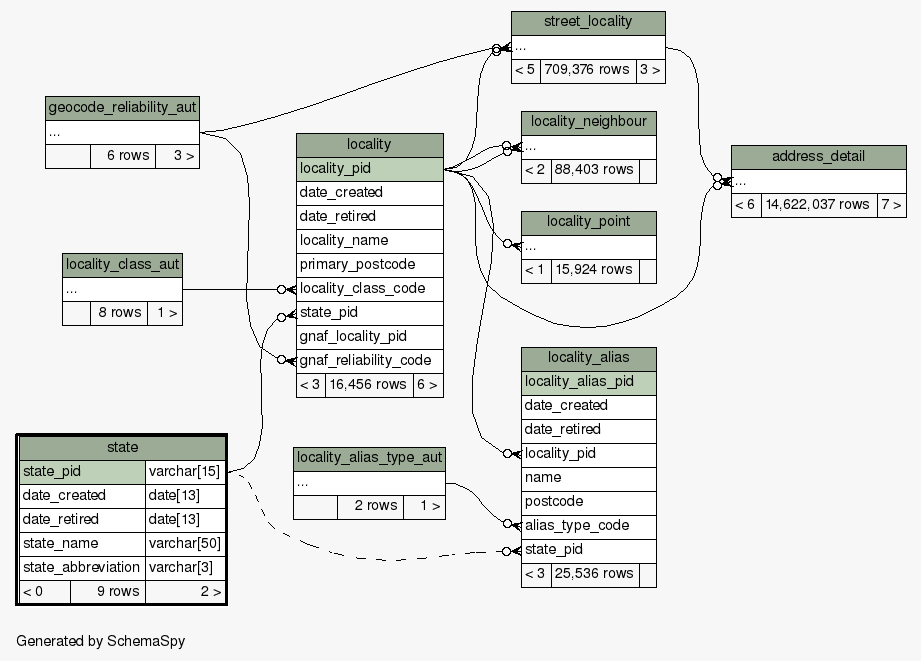 street_locality
...
< 5 709,376 rows 3 >
geocode_reliability_aut
...
6 rows 3 >
locality_neighbour
...
< 2 88,403 rows
locality
locality_pid
date_created
date_retired
locality_name
primary_postcode
locality_class_code
state_pid
gnaf_locality_pid
gnaf_reliability_code
< 3 16,456 rows 6 >
address_detail
...
< 6 14,622,037 rows 7 >
locality_point
...
< 1 15,924 rows
locality_class_aut
...
8 rows 1 >
locality_alias
locality_alias_pid
date_created
date_retired
locality_pid
name
postcode
alias_type_code
state_pid
< 3 25,536 rows
state
state_pid varchar[15]
date_created date[13]
date_retired date[13]
state_name varchar[50]
state_abbreviation varchar[3]
< 0 9 rows 2 >
locality_alias_type_aut
...
2 rows 1 >
Generated by SchemaSpy